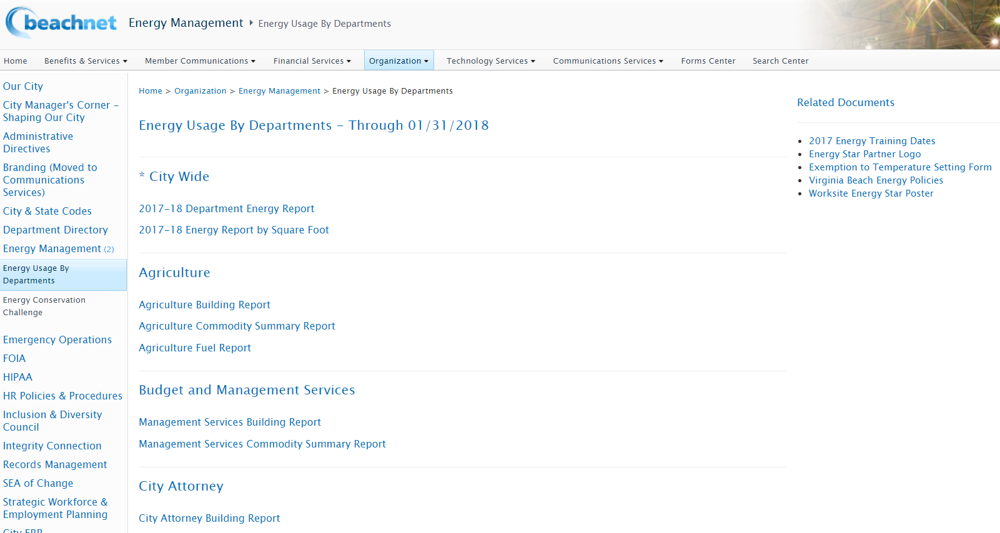 beachnet
Energy Management ▸ Energy Usage By Departments
Home Benefits & Services ▾ Member Communications ▾ Financial Services ▾ Organization ▾ Technology Services ▾ Communications Services ▾ Forms Center Search Center
Our City
City Manager's Corner -
Shaping Our City
Administrative
Directives
Branding (Moved to
Communications
Services)
City & State Codes
Department Directory
Energy Management (2)
Energy Usage By
Departments
Energy Conservation
Challenge
Emergency Operations
FOIA
HIPAA
HR Policies & Procedures
Inclusion & Diversity
Council
Integrity Connection
Records Management
SEA of Change
Strategic Workforce &
Employment Planning
City ERP
Home > Organization > Energy Management > Energy Usage By Departments
Energy Usage By Departments - Through 01/31/2018
* City Wide
2017-18 Department Energy Report
2017-18 Energy Report by Square Foot
Agriculture
Agriculture Building Report
Agriculture Commodity Summary Report
Agriculture Fuel Report
Budget and Management Services
Management Services Building Report
Management Services Commodity Summary Report
City Attorney
City Attorney Building Report
Related Documents
• 2017 Energy Training Dates
• Energy Star Partner Logo
• Exemption to Temperature Setting Form
• Virginia Beach Energy Policies
• Worksite Energy Star Poster